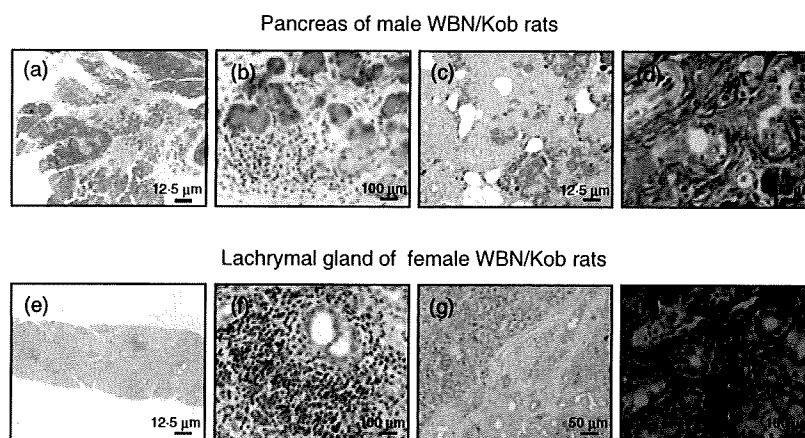 Pancreas of male WBN/Kob rats
(a) (b) (c) (d)
12·5 µm 100 µm 12·5 µm
Lachrymal gland of female WBN/Kob rats
(e) (f) (g)
12·5 µm 100 µm 50 µm